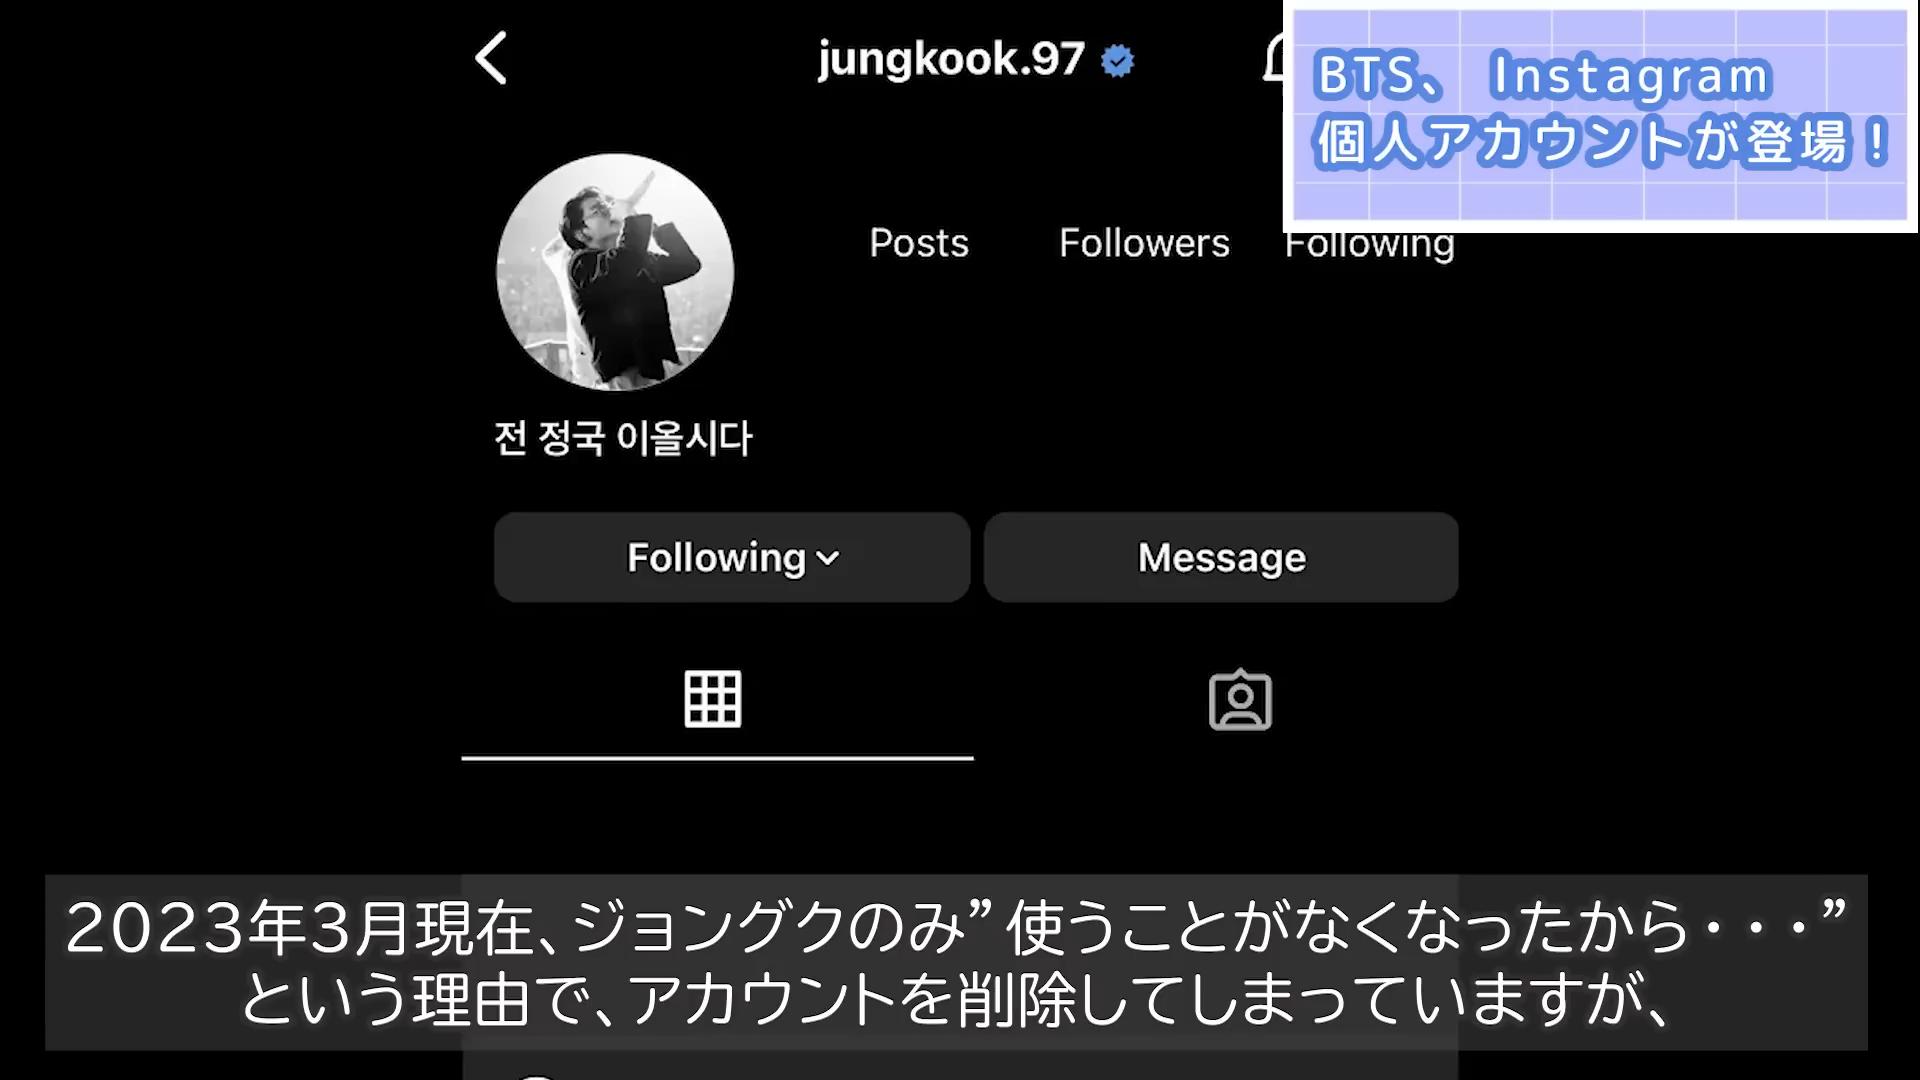 jungkook.97
BTS、 Instagram
個人アカウントが登場！
Posts Followers Following
전 정국 이올시다
Following Message
2023年3月現在、ジョングクのみ”使うことがなくなったから・・・”
という理由で、アカウントを削除してしまっていますが、